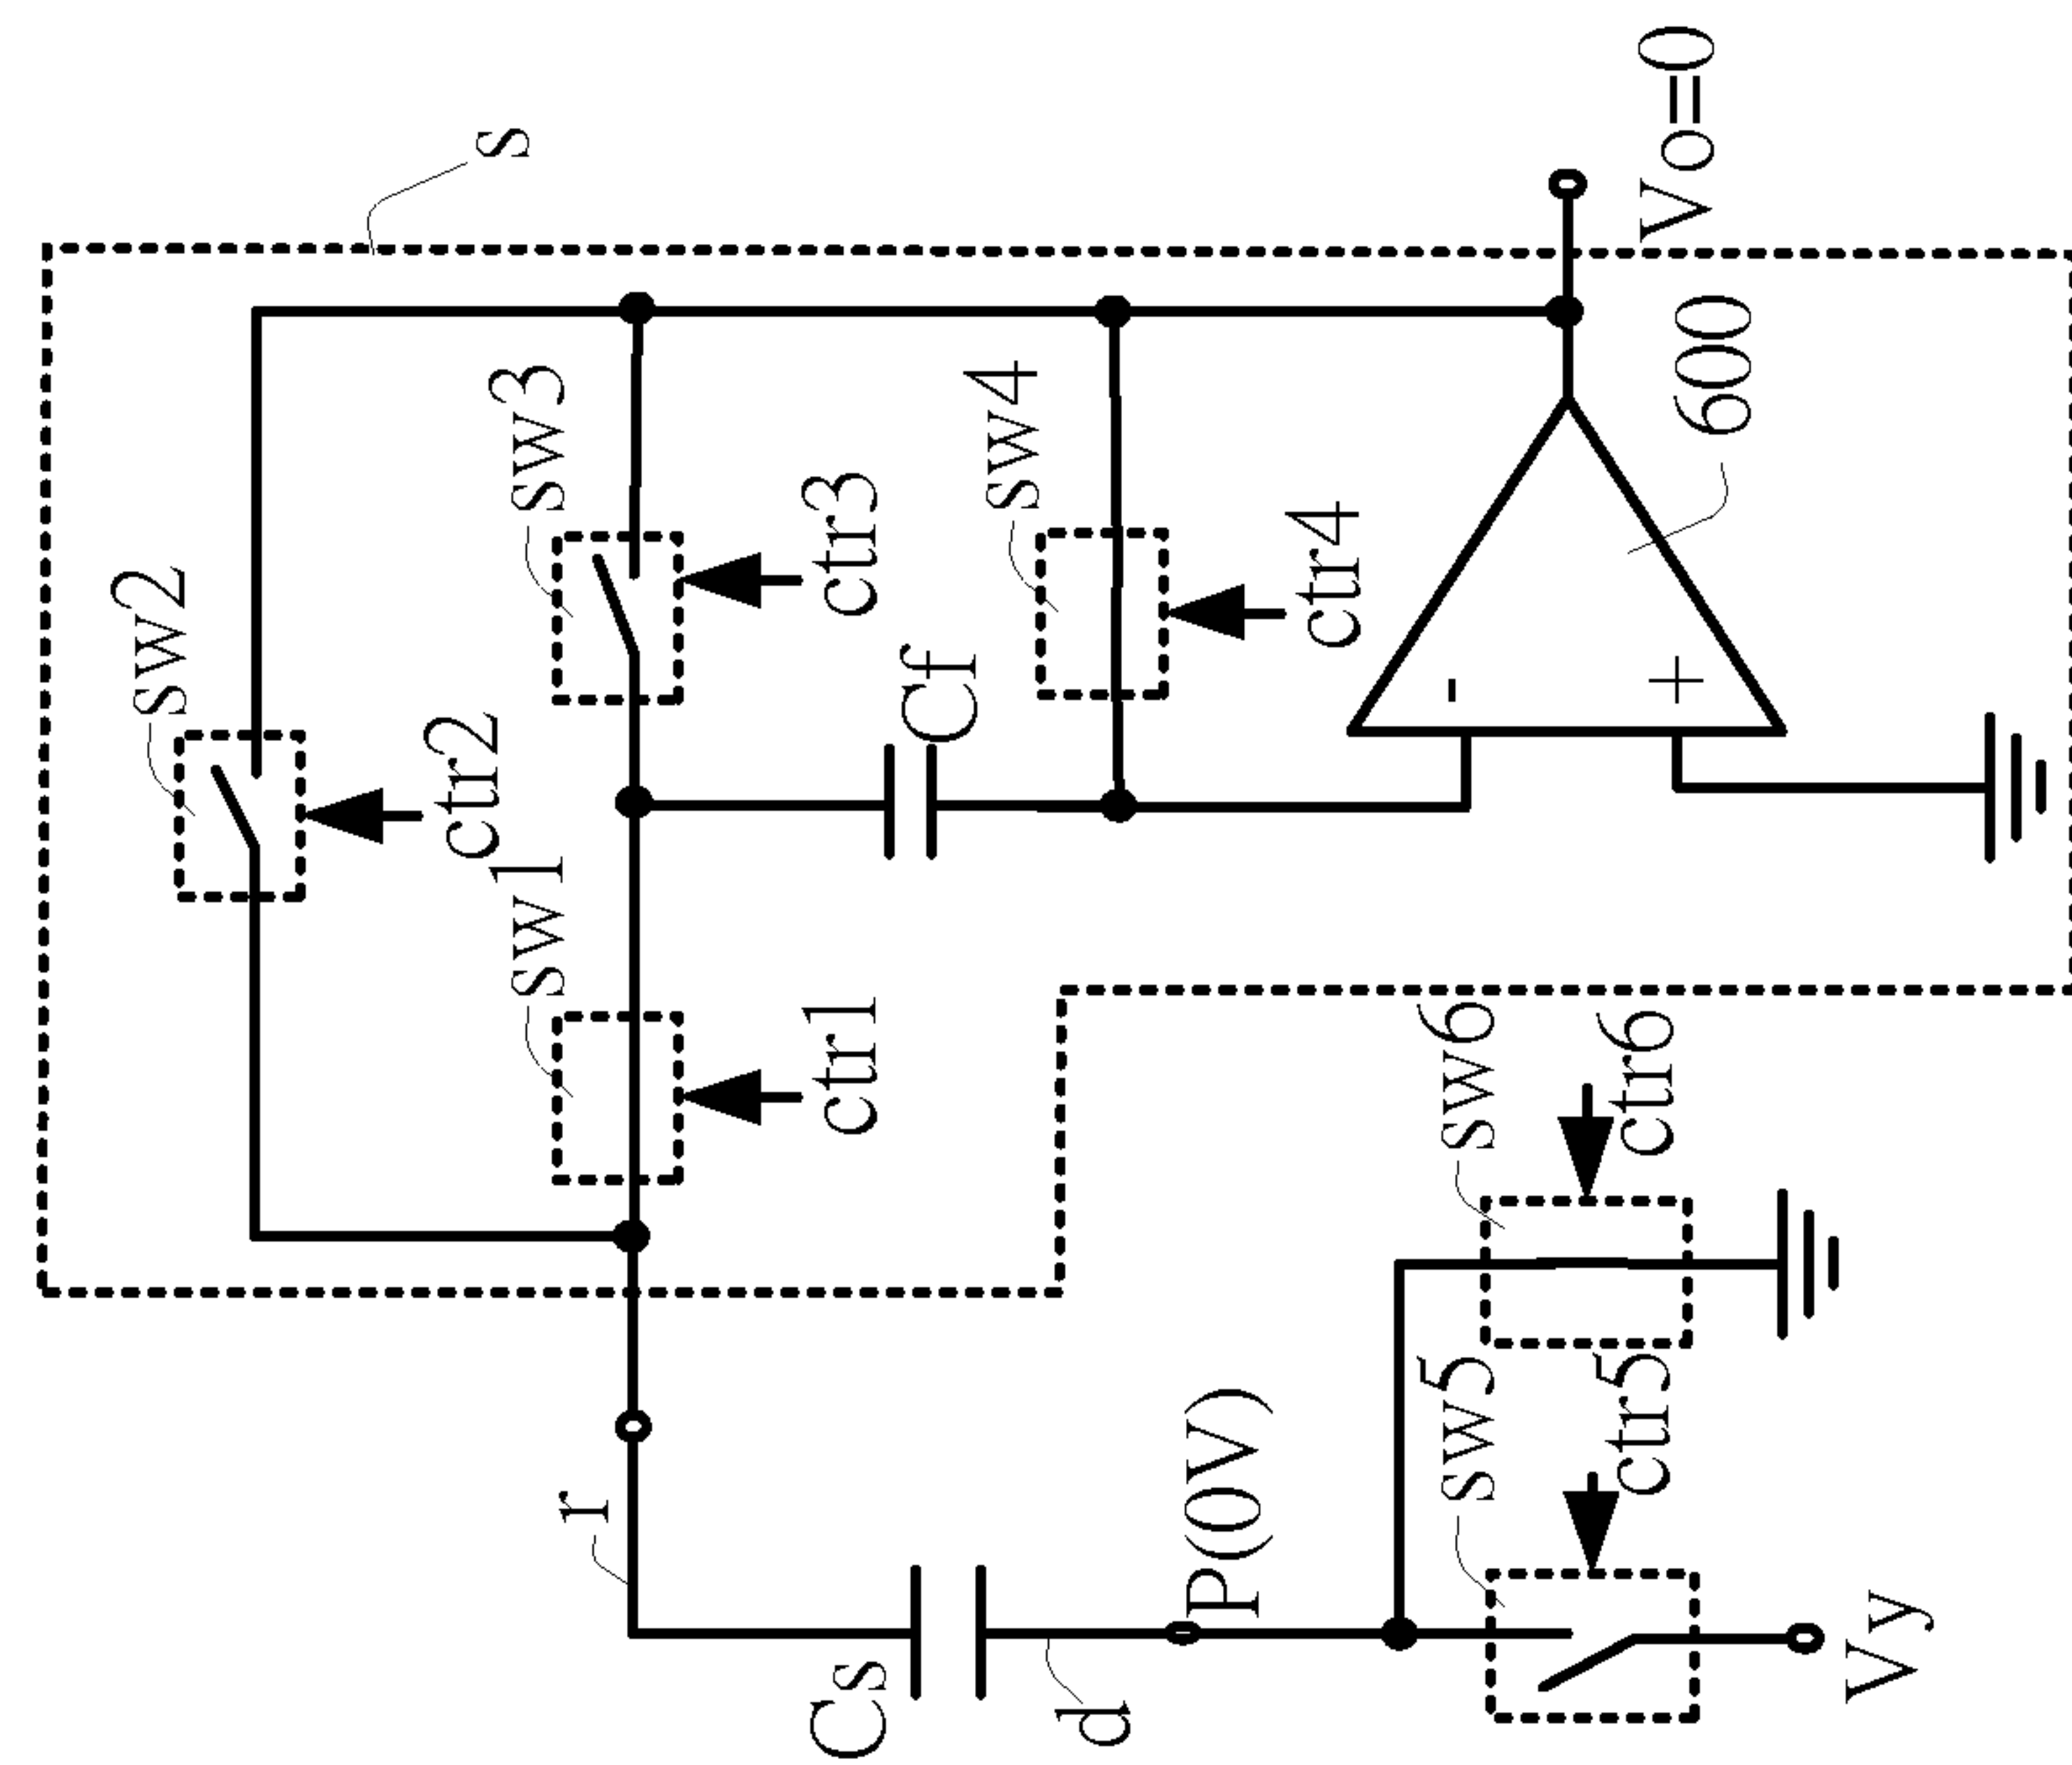 s
sw2
ctr2
sw3
ctr3
sw1
ctr1
Cf
sw4
ctr4
-
+
600
Vo=0
r
Cs
d
P(0V)
sw6
ctr6
sw5
ctr5
Vy